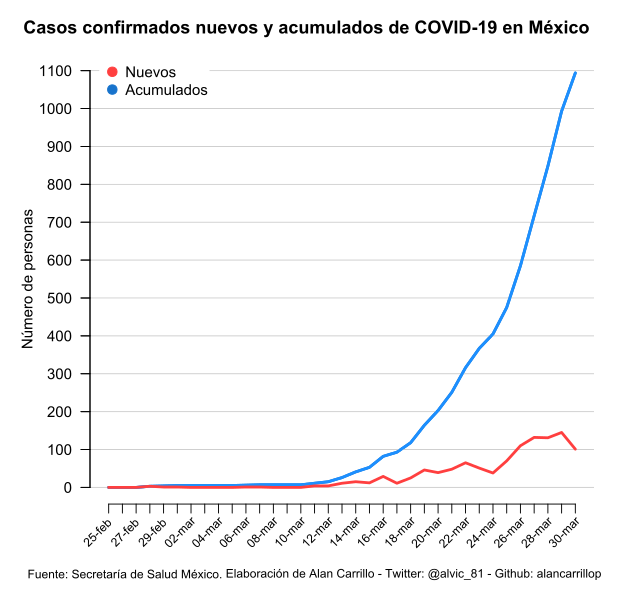 Casos confirmados nuevos y acumulados de COVID-19 en México
Nuevos
Acumulados
Número de personas
1100
1000
900
800
700
600
500
400
300
200
100
0
25-feb
27-feb
29-feb
02-mar
04-mar
06-mar
08-mar
10-mar
12-mar
14-mar
16-mar
18-mar
20-mar
22-mar
24-mar
26-mar
28-mar
30-mar
Fuente: Secretaría de Salud México. Elaboración de Alan Carrillo - Twitter: @alvic_81 - Github: alancarrillop